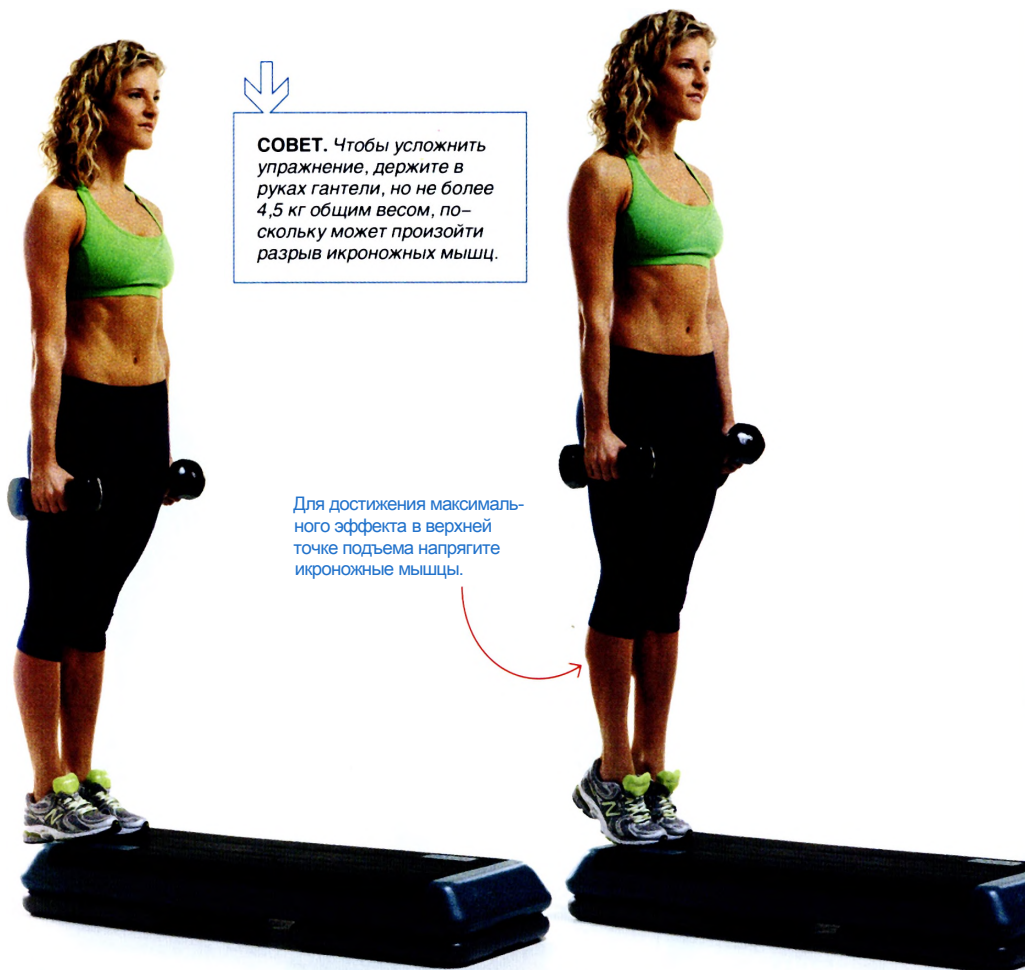 СОВЕТ. Чтобы усложнить
упражнение, держите в
руках гантели, но не более
4,5 кг общим весом, по-
скольку может произойти
разрыв икроножных мышц.
Для достижения максималь-
ного эффекта в верхней
точке подъема напрягите
икроножные мышцы.
N
N